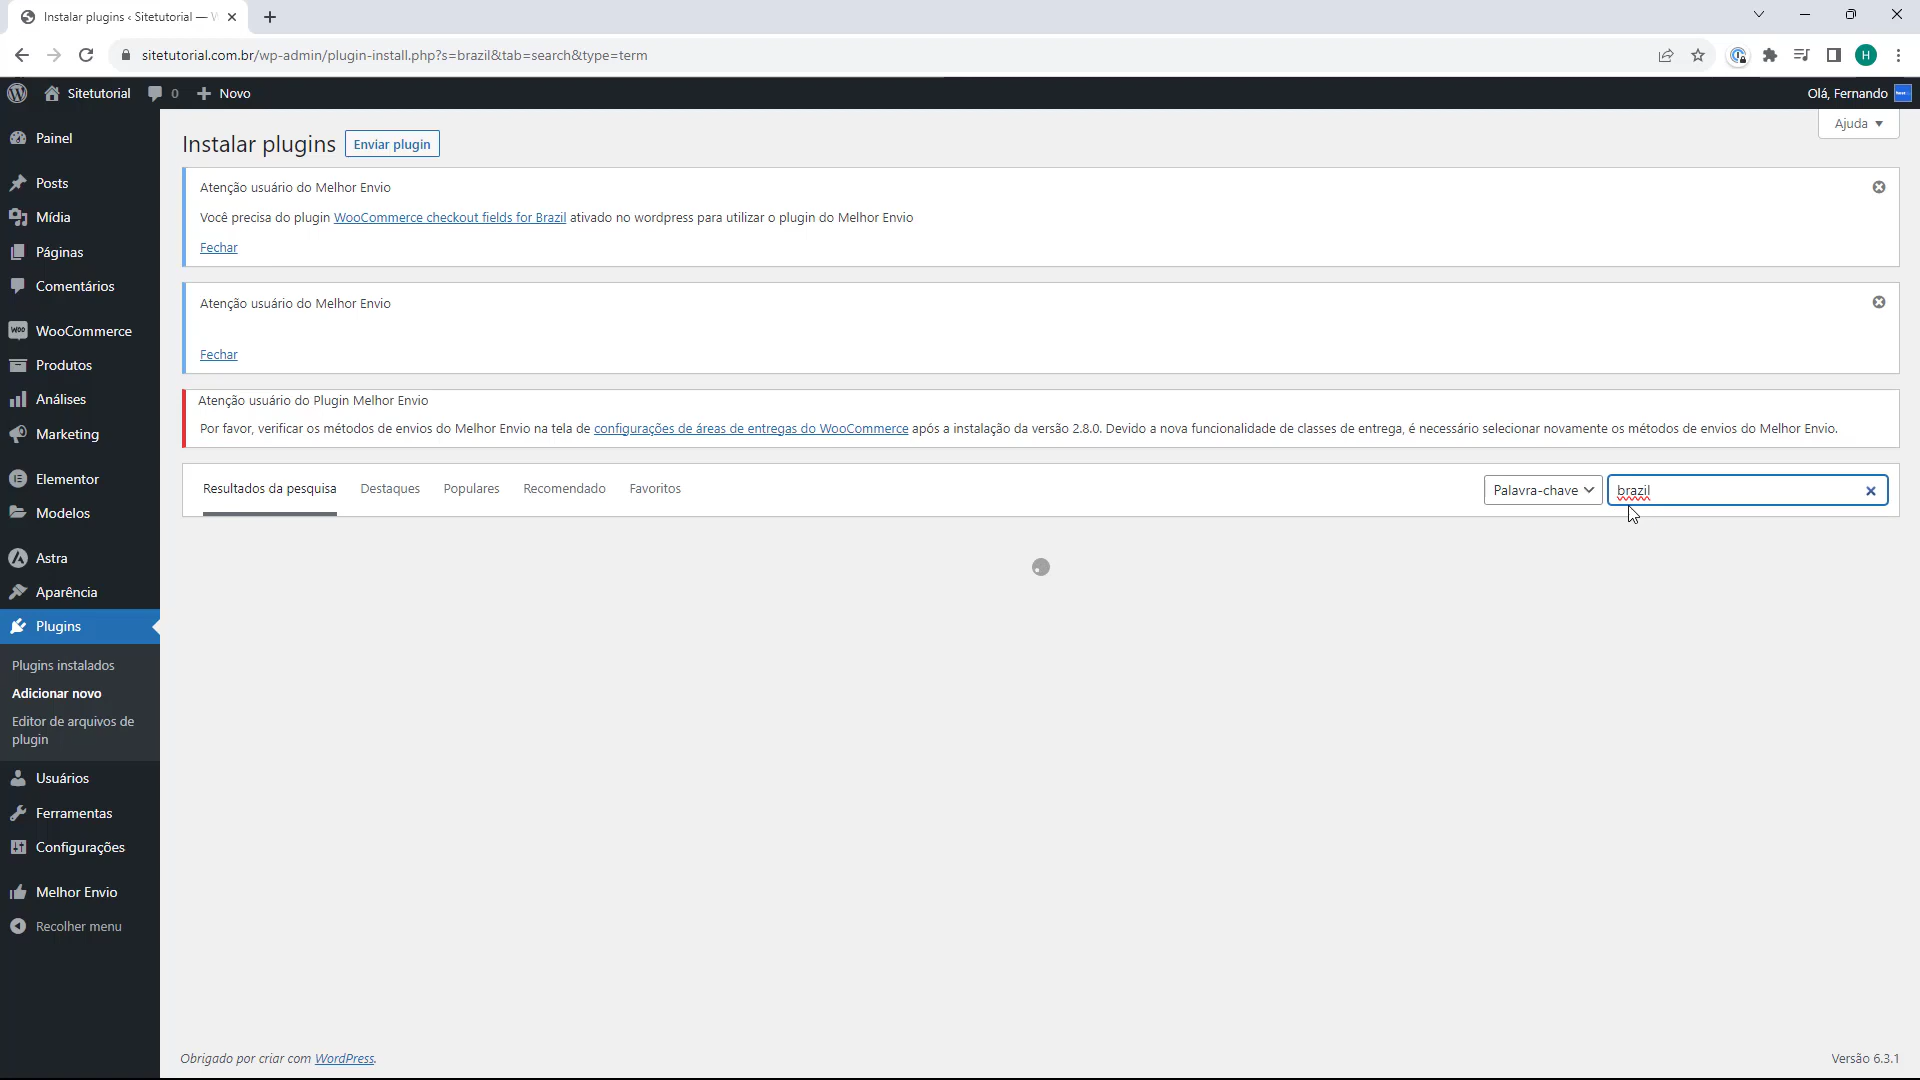 Instalar plugins ‹ Sitetutorial —
sitetutorial.com.br/wp-admin/plugin-install.php?s=brazil&tab=search&type=term
H
Sitetutorial
0
Novo
Olá, Fernando
Ajuda
Painel
Posts
Mídia
Páginas
Comentários
WooCommerce
Produtos
Análises
Marketing
Elementor
Modelos
Astra
Aparência
Plugins
Plugins instalados
Adicionar novo
Editor de arquivos de
plugin
Usuários
Ferramentas
Configurações
Melhor Envio
Recolher menu
Instalar plugins
Enviar plugin
Atenção usuário do Melhor Envio
Você precisa do plugin WooCommerce checkout fields for Brazil ativado no wordpress para utilizar o plugin do Melhor Envio
Fechar
Atenção usuário do Melhor Envio
Fechar
Atenção usuário do Plugin Melhor Envio
Por favor, verificar os métodos de envios do Melhor Envio na tela de configurações de áreas de entregas do WooCommerce após a instalação da versão 2.8.0. Devido a nova funcionalidade de classes de entrega, é necessário selecionar novamente os métodos de envios do Melhor Envio.
Resultados da pesquisa
Destaques
Populares
Recomendado
Favoritos
Palavra-chave
brazil
Obrigado por criar com WordPress.
Versão 6.3.1